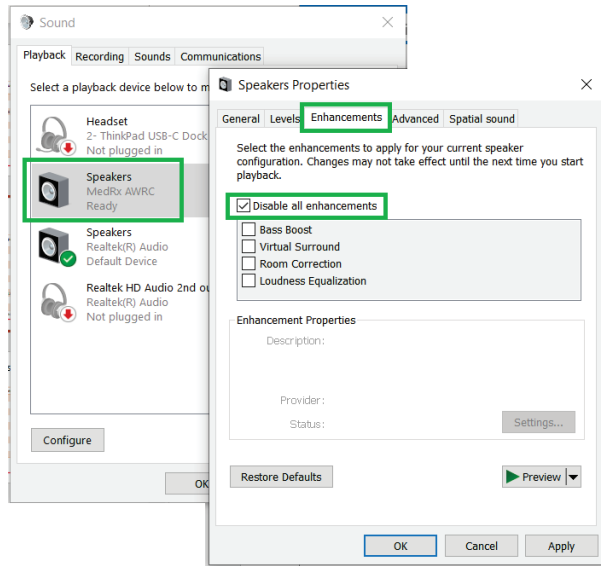 Sound
Playback Recording Sounds Communications
Select a playback device below to m
Headset
2- ThinkPad USB-C Dock
Not plugged in
Speakers
MedRx AWRC
Ready
Speakers
Realtek(R) Audio
Default Device
Realtek HD Audio 2nd ou
Realtek(R) Audio
Not plugged in
Configure
OK
Speakers Properties
General Levels Enhancements Advanced Spatial sound
Select the enhancements to apply for your current speaker
configuration. Changes may not take effect until the next time you start
playback.
Disable all enhancements
Bass Boost
Virtual Surround
Room Correction
Loudness Equalization
Enhancement Properties
Description:
Provider:
Status:
Settings...
Restore Defaults
Preview
OK Cancel Apply